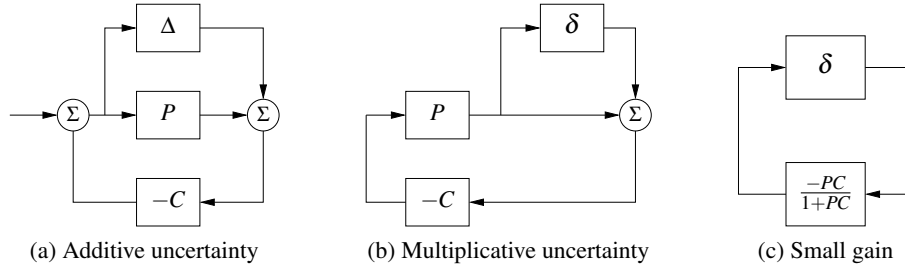 Δ
Σ
P
Σ
−C
(a) Additive uncertainty
δ
P
Σ
−C
(b) Multiplicative uncertainty
δ
−PC
1+PC
(c) Small gain